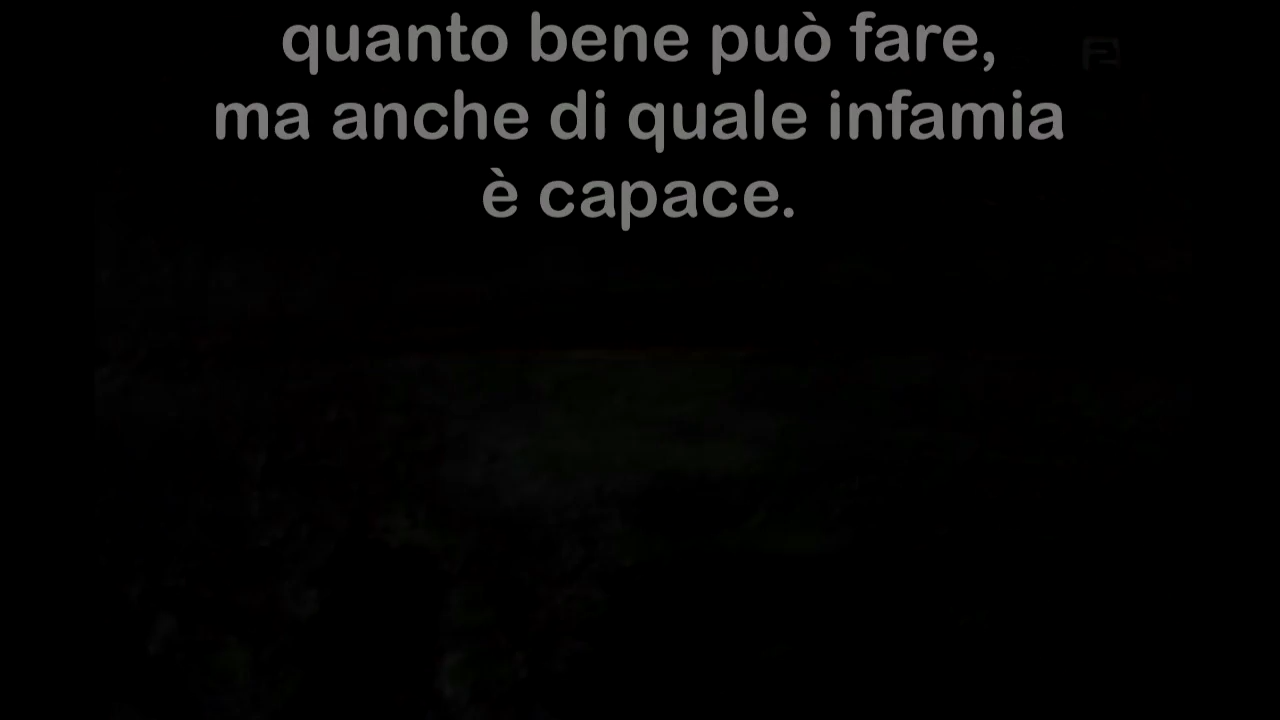 quanto bene può fare,
ma anche di quale infamia
è capace.